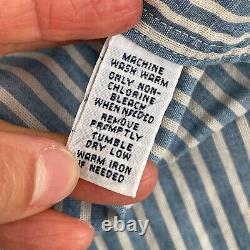 MACHINE
WASH WARM
ONLY NON-
CHLORINE
BLEACH
WHEN NEEDED
REMOVE
PROMPTLY
TUMBLE
DRY LOW
WARM IRON
IF NEEDED